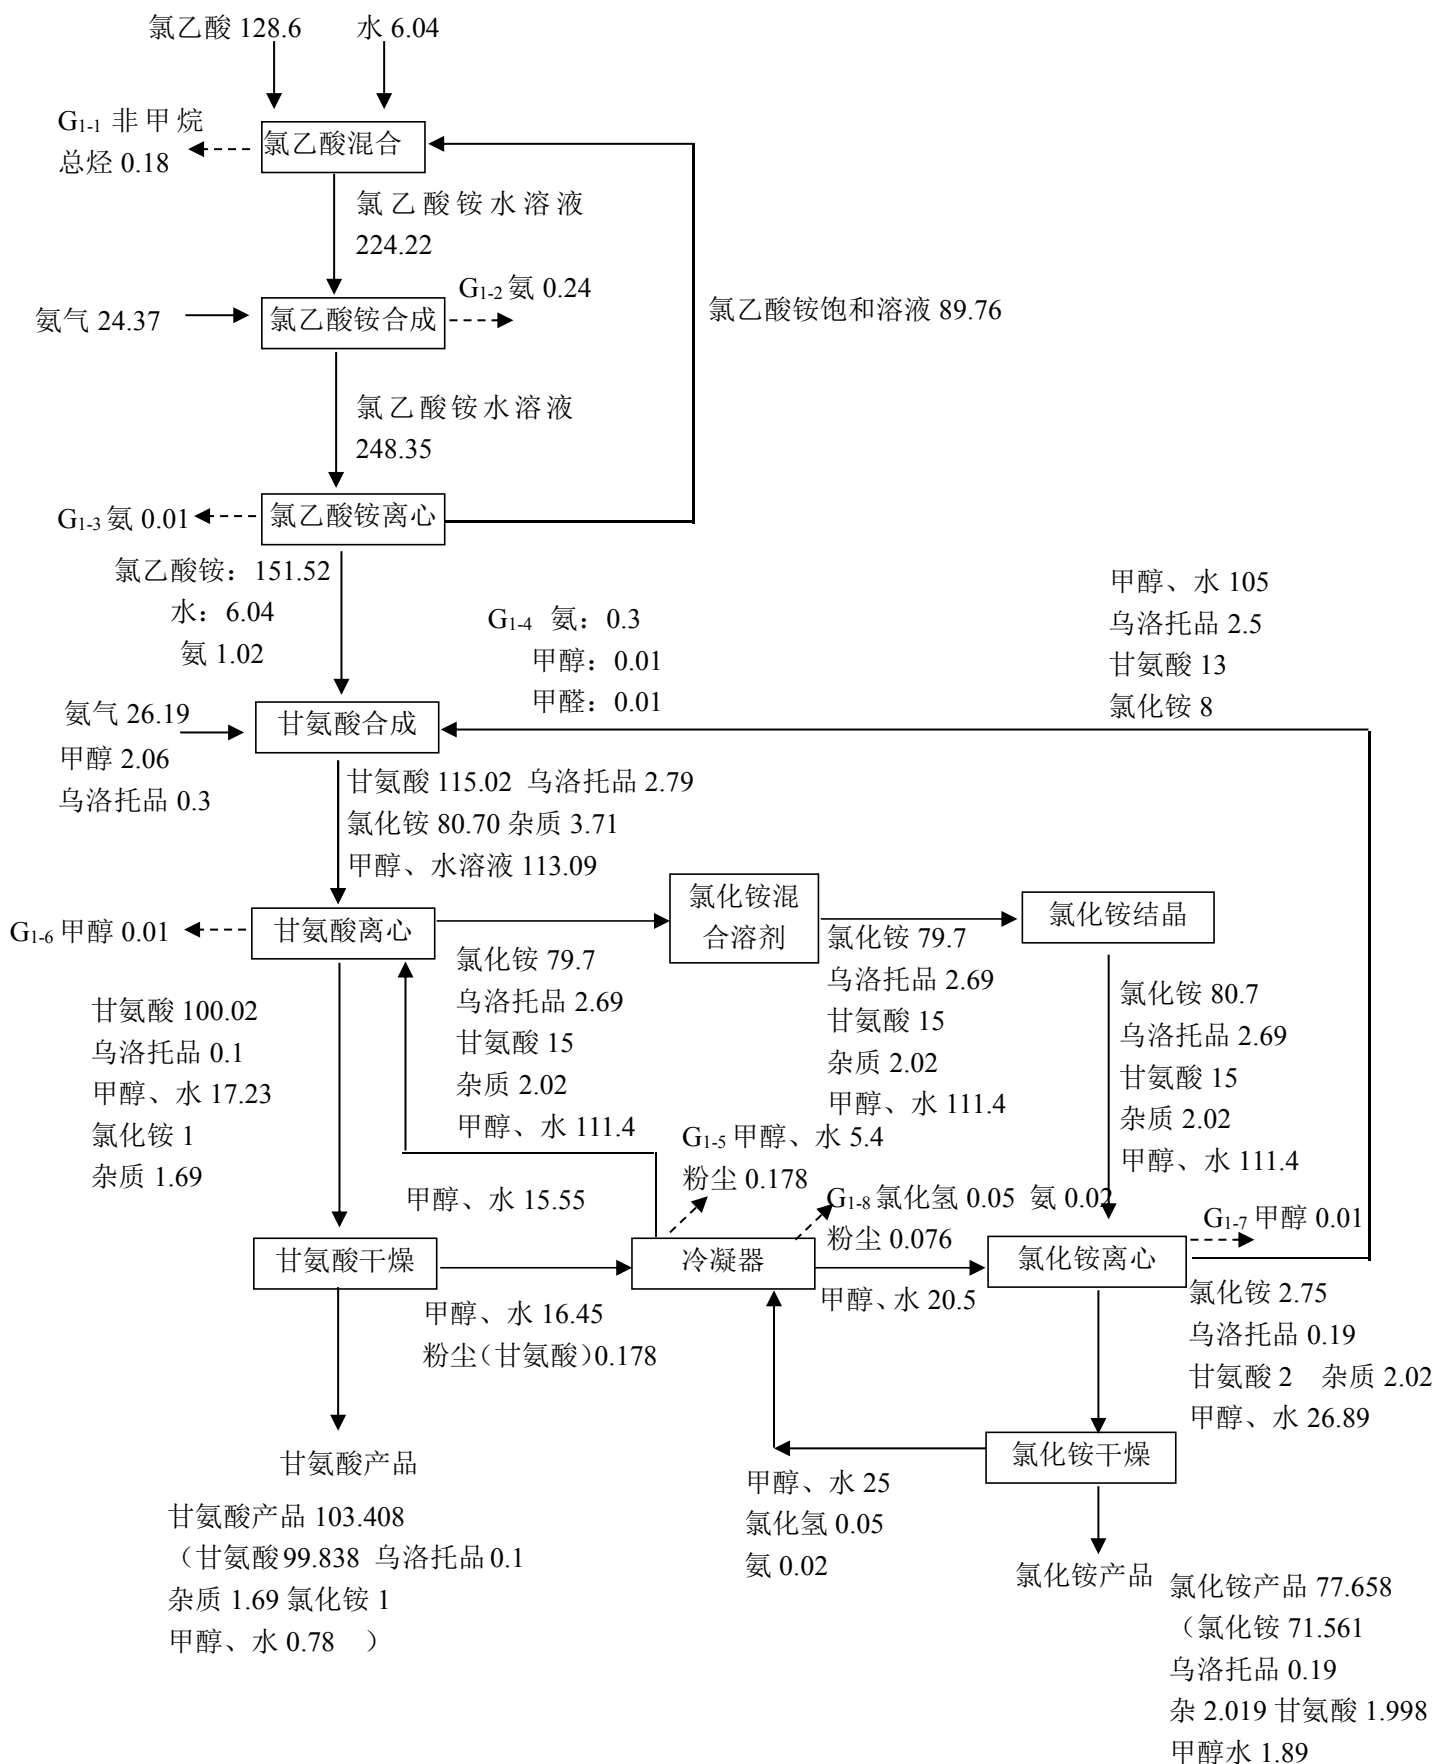 氯乙酸 128.6
水 6.04
G1-1 非甲烷
总烃 0.18
氯乙酸混合
氯乙酸铵水溶液
224.22
氨气 24.37
氯乙酸铵合成
G1-2 氨 0.24
氯乙酸铵饱和溶液 89.76
氯乙酸铵水溶液
248.35
G1-3 氨 0.01
氯乙酸铵离心
氯乙酸铵：151.52
水：6.04
氨 1.02
G1-4 氨：0.3
甲醇：0.01
甲醛：0.01
甲醇、水 105
乌洛托品 2.5
甘氨酸 13
氯化铵 8
氨气 26.19
甲醇 2.06
乌洛托品 0.3
甘氨酸合成
甘氨酸 115.02 乌洛托品 2.79
氯化铵 80.70 杂质 3.71
甲醇、水溶液 113.09
G1-6 甲醇 0.01
甘氨酸离心
氯化铵混
合溶剂
氯化铵结晶
氯化铵 79.7
乌洛托品 2.69
甘氨酸 15
杂质 2.02
甲醇、水 111.4
氯化铵 79.7
乌洛托品 2.69
甘氨酸 15
杂质 2.02
甲醇、水 111.4
氯化铵 80.7
乌洛托品 2.69
甘氨酸 15
杂质 2.02
甲醇、水 111.4
甘氨酸 100.02
乌洛托品 0.1
甲醇、水 17.23
氯化铵 1
杂质 1.69
甲醇、水 15.55
G1-5 甲醇、水 5.4
粉尘 0.178
G1-8 氯化氢 0.05 氨 0.02
粉尘 0.076
G1-7 甲醇 0.01
甘氨酸干燥
冷凝器
氯化铵离心
甲醇、水 16.45
粉尘（甘氨酸）0.178
甲醇、水 20.5
氯化铵 2.75
乌洛托品 0.19
甘氨酸 2 杂质 2.02
甲醇、水 26.89
氯化铵干燥
甲醇、水 25
氯化氢 0.05
氨 0.02
甘氨酸产品
甘氨酸产品 103.408
（甘氨酸 99.838 乌洛托品 0.1
杂质 1.69 氯化铵 1
甲醇、水 0.78 ）
氯化铵产品
氯化铵产品 77.658
（氯化铵 71.561
乌洛托品 0.19
杂 2.019 甘氨酸 1.998
甲醇水 1.89